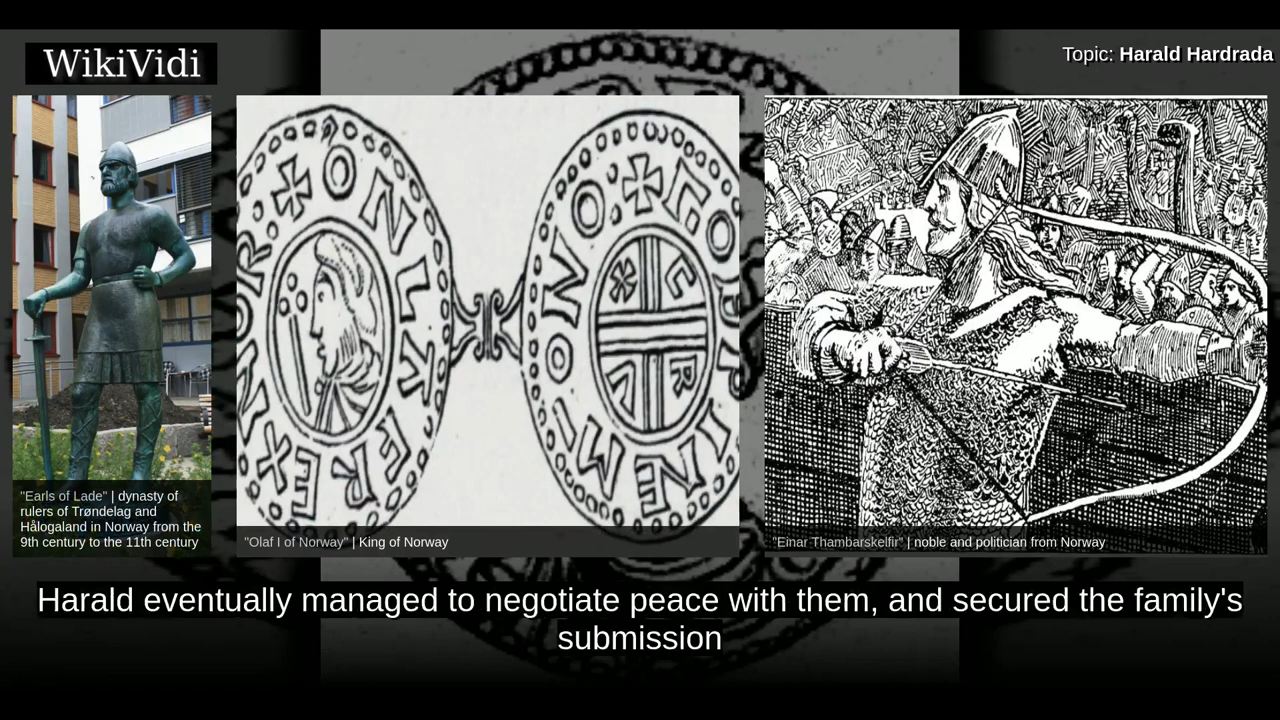 WikiVidi
Topic: Harald Hardrada
"Earls of Lade" | dynasty of
rulers of Trøndelag and
Hålogaland in Norway from the
9th century to the 11th century
"Olaf I of Norway" | King of Norway
"Einar Thambarskelfir" | noble and politician from Norway
Harald eventually managed to negotiate peace with them, and secured the family's
submission